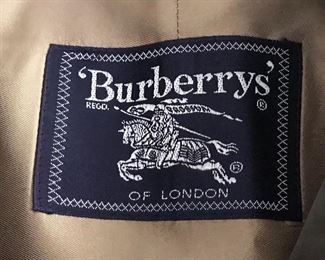 'Burberrys'
REGD. ®
B
OF LONDON